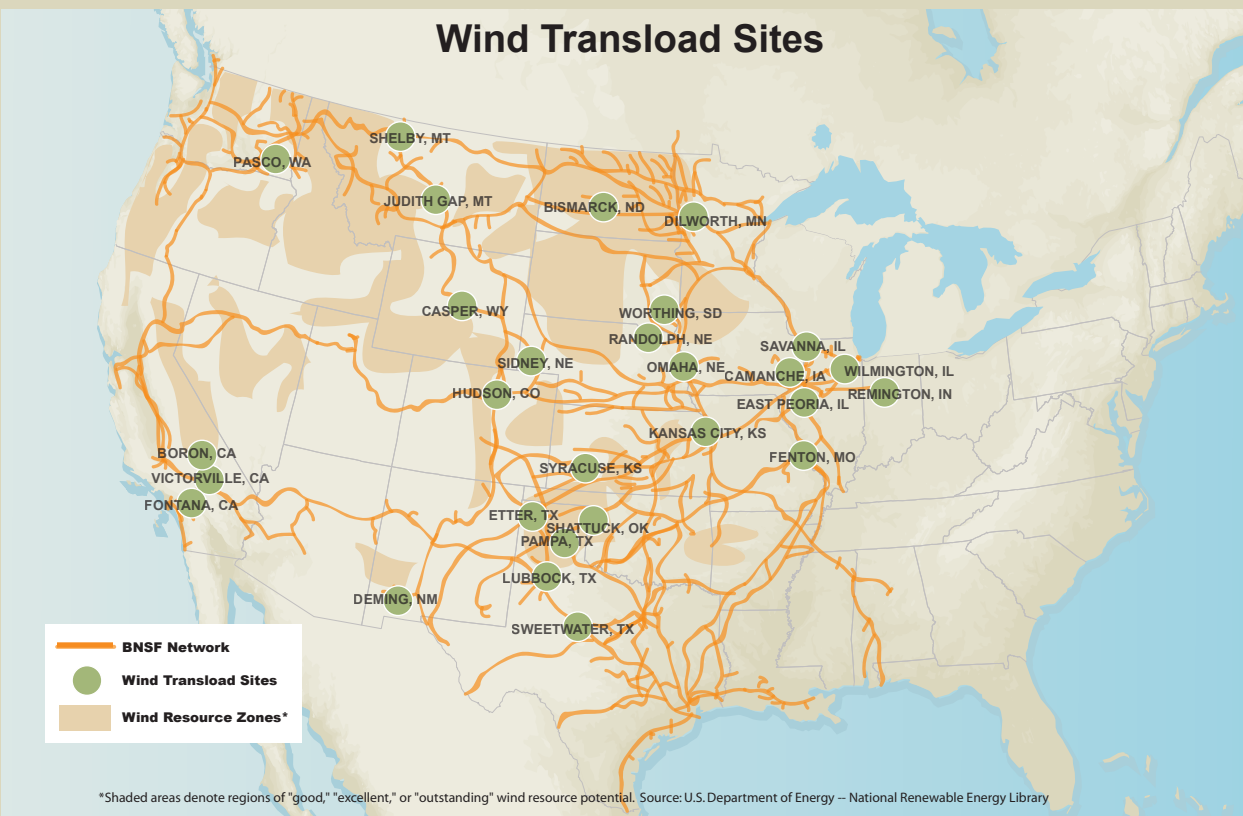 Wind Transload Sites
SHELBY, MT
PASCO, WA
JUDITH GAP, MT
BISMARCK, ND
DILWORTH, MN
CASPER, WY
WORTHING, SD
RANDOLPH, NE
SAVANNA, IL
SIDNEY, NE
OMAHA, NE
CAMANCHE, IA
WILMINGTON, IL
HUDSON, CO
REMINGTON, IN
EAST PEORIA, IL
KANSAS CITY, KS
BORON, CA
FENTON, MO
SYRACUSE, KS
VICTORVILLE, CA
FONTANA, CA
ETTER, TX
SHATTUCK, OK
PAMPA, TX
LUBBOCK, TX
DEMING, NM
SWEETWATER, TX
BNSF Network
Wind Transload Sites
Wind Resource Zones*
*Shaded areas denote regions of "good," "excellent," or "outstanding" wind resource potential. Source: U.S. Department of Energy -- National Renewable Energy Library